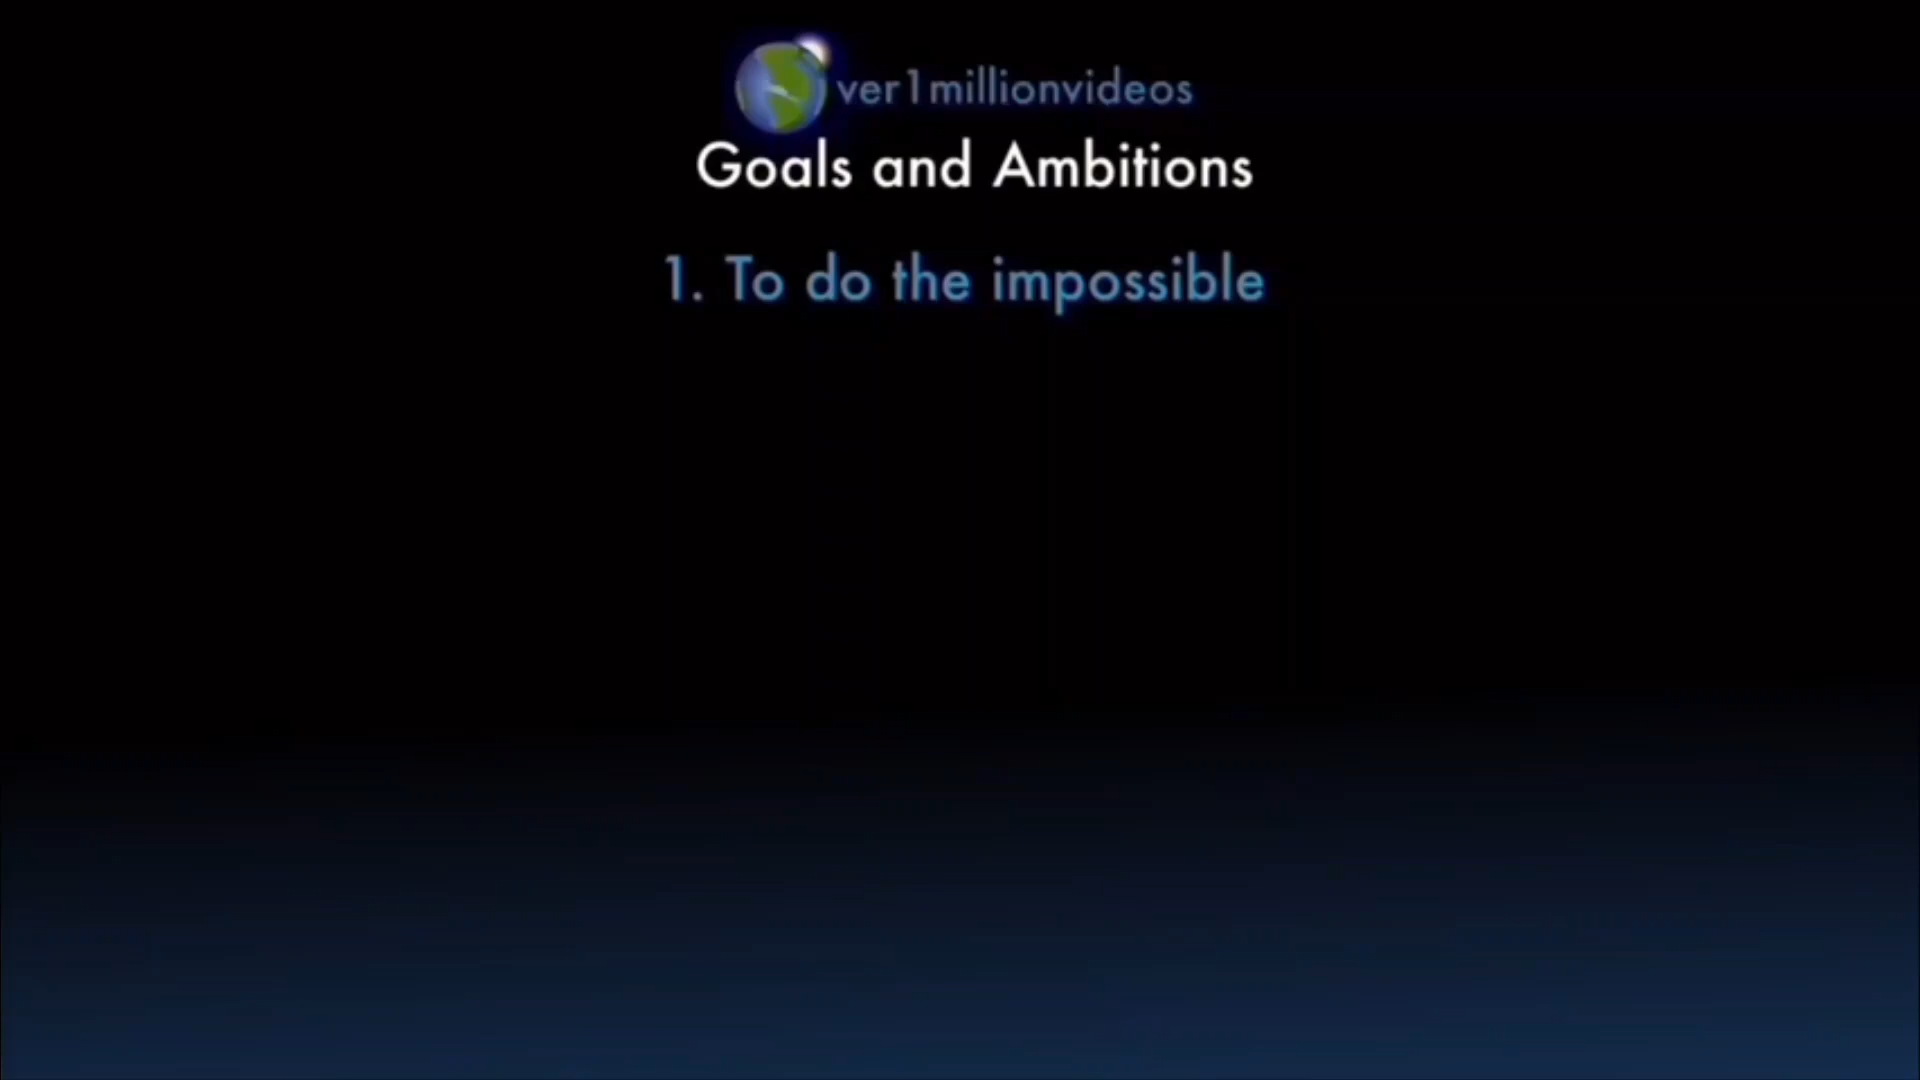 ver1millionvideos
Goals and Ambitions
1. To do the impossible